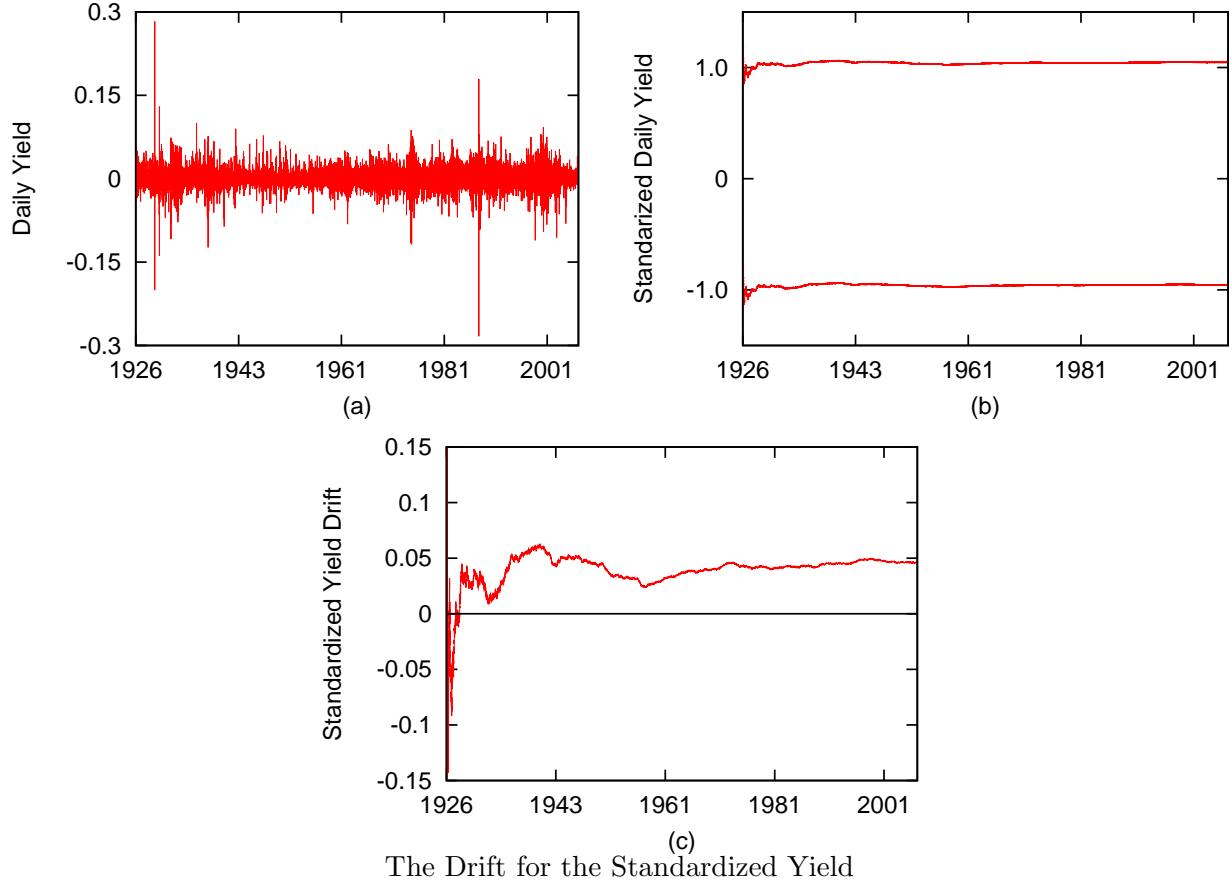 0.3
0.15
0
-0.15
-0.3
Daily Yield
1926 1943 1961 1981 2001
(a)
1.0
0
-1.0
Standarized Daily Yield
1926 1943 1961 1981 2001
(b)
0.15
0.1
0.05
0
-0.05
-0.1
-0.15
Standardized Yield Drift
1926 1943 1961 1981 2001
(c)
The Drift for the Standardized Yield